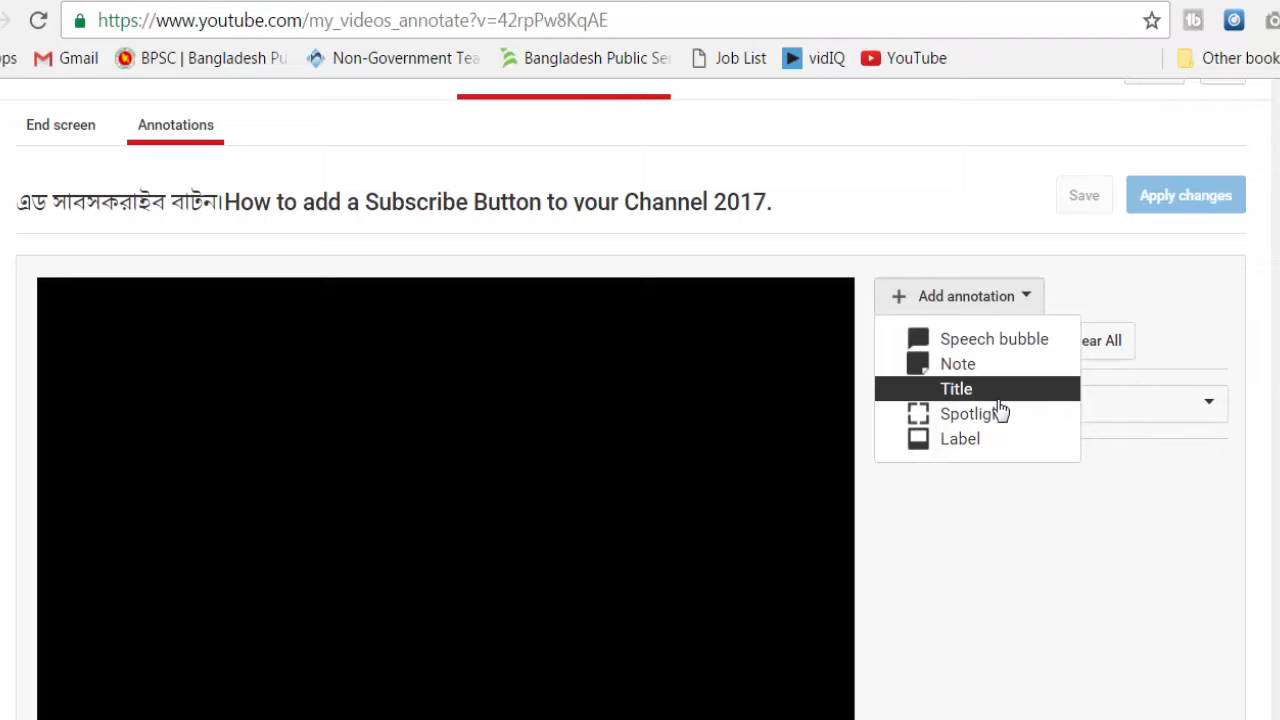 https://www.youtube.com/my_videos_annotate?v=42rpPw8KqAE
Gmail BPSC | Bangladesh Pu Non-Government Tea Bangladesh Public Se Job List vidIQ YouTube Other book
End screen Annotations
এড সাবসকরাইব বাটন।How to add a Subscribe Button to your Channel 2017.
Save Apply changes
Add annotation
Speech bubble
ear All
Note
Title
Spotligh
Label